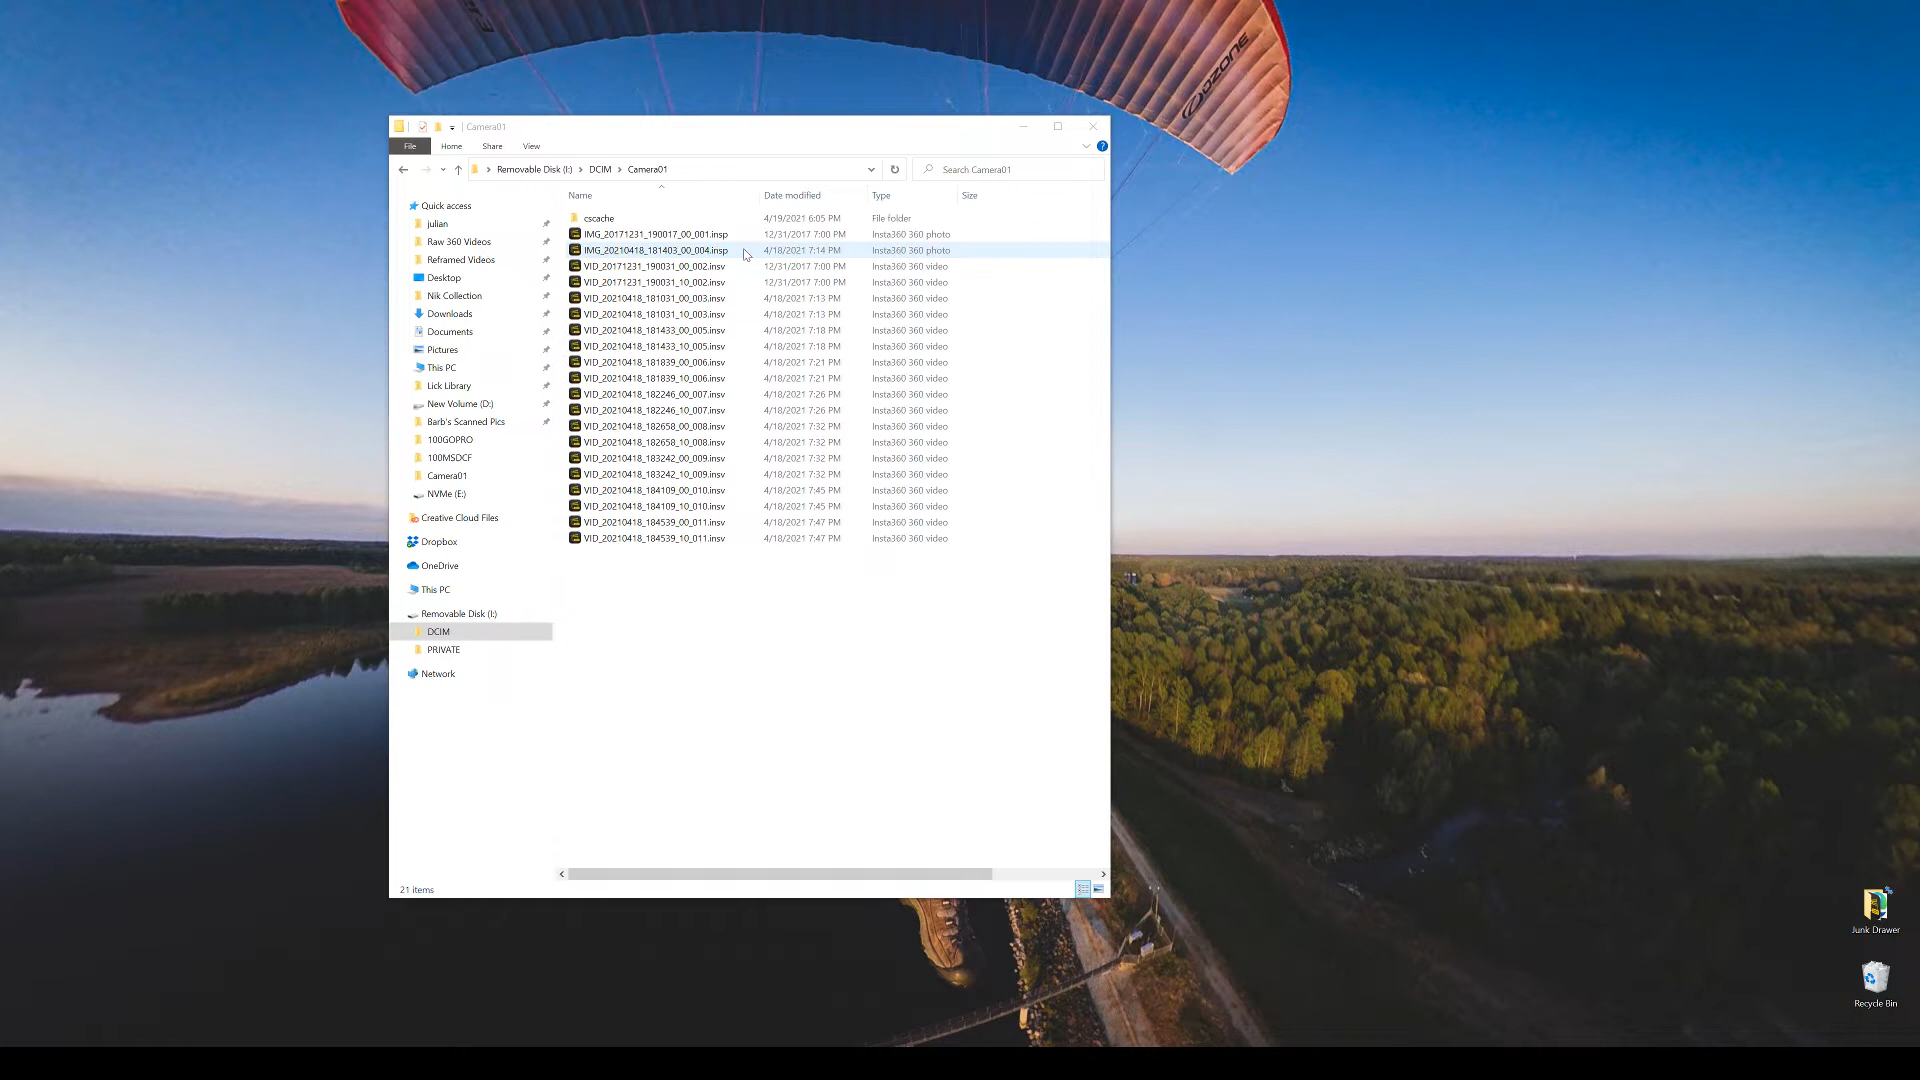 OZONE
Camera01
File Home Share View
Removable Disk (I:) DCIM Camera01 Search Camera01
Name Date modified Type Size
Quick access
julian
Raw 360 Videos
Reframed Videos
Desktop
Nik Collection
Downloads
Documents
Pictures
This PC
Lick Library
New Volume (D:)
Barb's Scanned Pics
100GOPRO
100MSDCF
Camera01
NVMe (E:)
Creative Cloud Files
Dropbox
OneDrive
This PC
Removable Disk (I:)
DCIM
PRIVATE
Network
cscache 4/19/2021 6:05 PM File folder
IMG_20171231_190017_00_001.insp 12/31/2017 7:00 PM Insta360 360 photo
IMG_20210418_181403_00_004.insp 4/18/2021 7:14 PM Insta360 360 photo
VID_20171231_190031_00_002.insv 12/31/2017 7:00 PM Insta360 360 video
VID_20171231_190031_10_002.insv 12/31/2017 7:00 PM Insta360 360 video
VID_20210418_181031_00_003.insv 4/18/2021 7:13 PM Insta360 360 video
VID_20210418_181031_10_003.insv 4/18/2021 7:13 PM Insta360 360 video
VID_20210418_181433_00_005.insv 4/18/2021 7:18 PM Insta360 360 video
VID_20210418_181433_10_005.insv 4/18/2021 7:18 PM Insta360 360 video
VID_20210418_181839_00_006.insv 4/18/2021 7:21 PM Insta360 360 video
VID_20210418_181839_10_006.insv 4/18/2021 7:21 PM Insta360 360 video
VID_20210418_182246_00_007.insv 4/18/2021 7:26 PM Insta360 360 video
VID_20210418_182246_10_007.insv 4/18/2021 7:26 PM Insta360 360 video
VID_20210418_182658_00_008.insv 4/18/2021 7:32 PM Insta360 360 video
VID_20210418_182658_10_008.insv 4/18/2021 7:32 PM Insta360 360 video
VID_20210418_183242_00_009.insv 4/18/2021 7:32 PM Insta360 360 video
VID_20210418_183242_10_009.insv 4/18/2021 7:32 PM Insta360 360 video
VID_20210418_184109_00_010.insv 4/18/2021 7:45 PM Insta360 360 video
VID_20210418_184109_10_010.insv 4/18/2021 7:45 PM Insta360 360 video
VID_20210418_184539_00_011.insv 4/18/2021 7:47 PM Insta360 360 video
VID_20210418_184539_10_011.insv 4/18/2021 7:47 PM Insta360 360 video
21 items
Junk Drawer
Recycle Bin